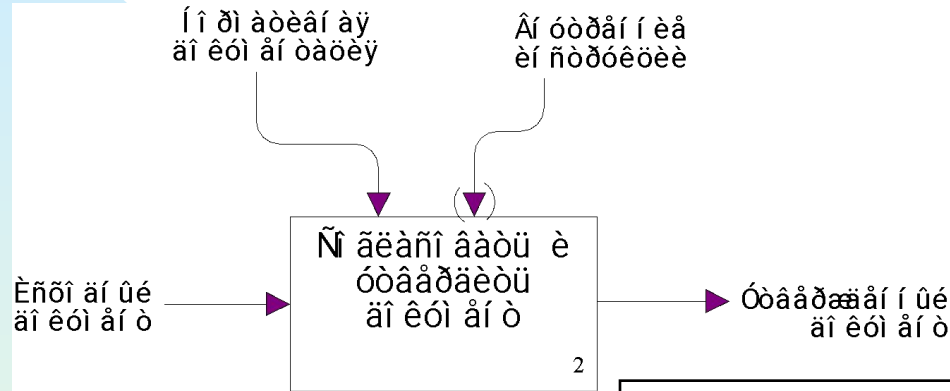 Í î ðì àòèâí àÿ
äî êóì åí òàöèÿ
Âí óòðåí í èå
èí ñòðóêöèè
Ñî ãëàñî âàòü è
óòâåðäèòü
äî êóì åí ò
2
Èñõî äí ûé
äî êóì åí ò
Óòâåðæäåí í ûé
äî êóì åí ò